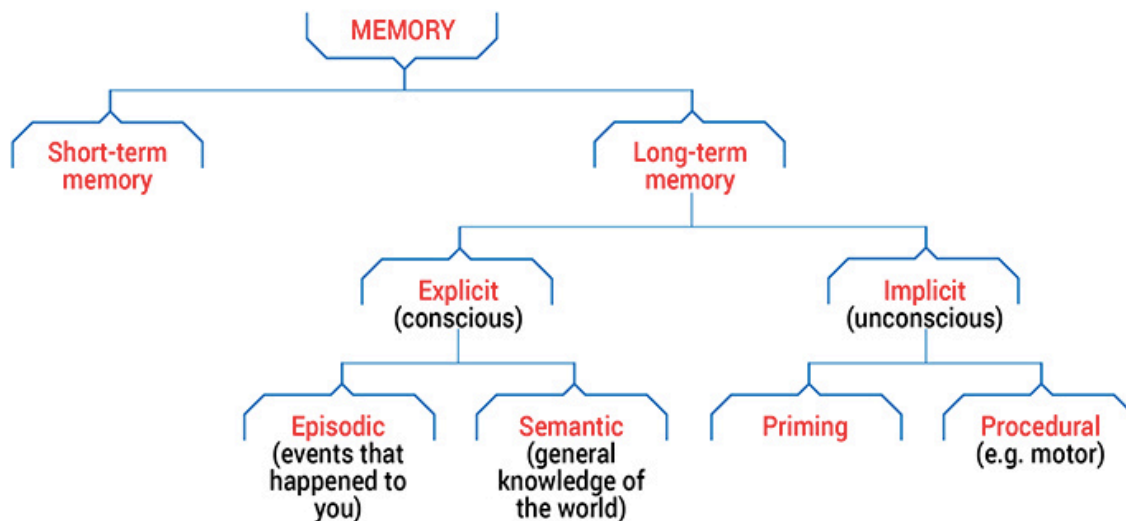 MEMORY
Short-term
memory
Long-term
memory
Explicit
(conscious)
Implicit
(unconscious)
Episodic
(events that
happened to
you)
Semantic
(general
knowledge of
the world)
Priming
Procedural
(e.g. motor)